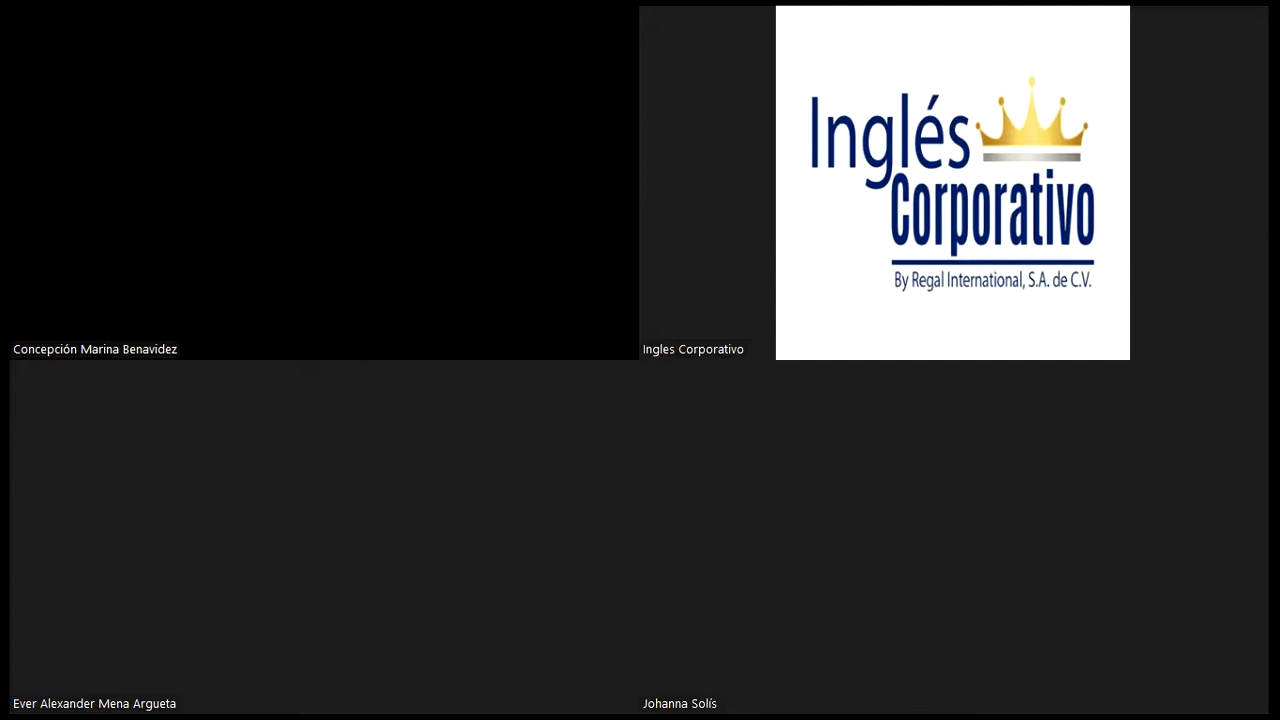 Inglés
Corporativo
By Regal International, S.A. de C.V.
Concepción Marina Benavidez
Ingles Corporativo
Ever Alexander Mena Argueta
Johanna Solís